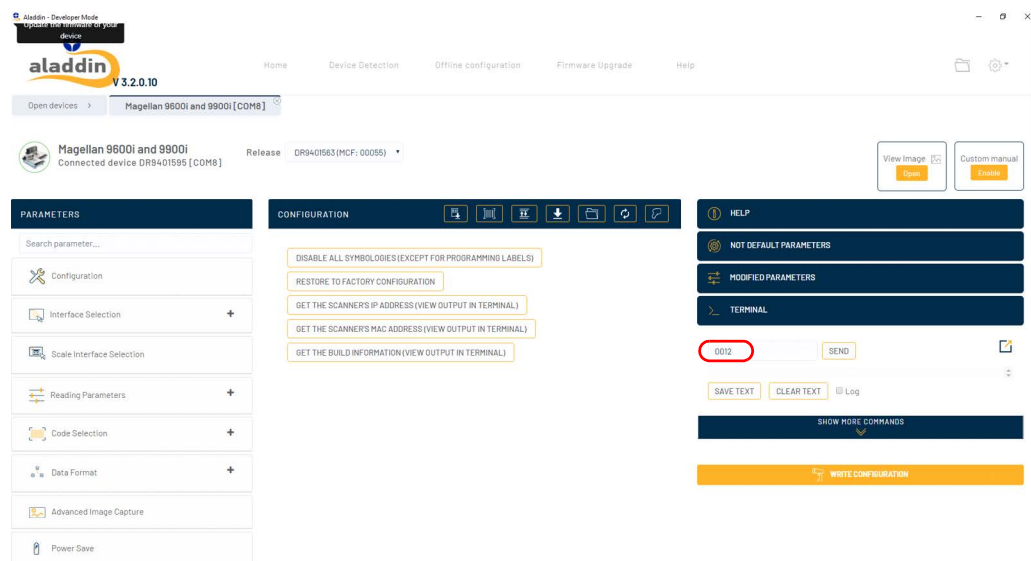 Aladdin - Developer Mode
Update the firmware of your
device
aladdin
V 3.2.0.10
Home Device Detection Offline configuration Firmware Upgrade Help
Open devices > Magellan 9600i and 9900i [COM8]
Magellan 9600i and 9900i
Connected device DR9401595 [COM8]
Release DR9401563 (MCF: 00055)
View Image
Open
Custom manual
Enable
PARAMETERS
Search parameter...
Configuration
Interface Selection +
Scale Interface Selection
Reading Parameters +
Code Selection +
Data Format +
Advanced Image Capture
Power Save
CONFIGURATION
DISABLE ALL SYMBOLOGIES (EXCEPT FOR PROGRAMMING LABELS)
RESTORE TO FACTORY CONFIGURATION
GET THE SCANNER'S IP ADDRESS (VIEW OUTPUT IN TERMINAL)
GET THE SCANNER'S MAC ADDRESS (VIEW OUTPUT IN TERMINAL)
GET THE BUILD INFORMATION (VIEW OUTPUT IN TERMINAL)
HELP
NOT DEFAULT PARAMETERS
MODIFIED PARAMETERS
TERMINAL
0012 SEND
SAVE TEXT CLEAR TEXT Log
SHOW MORE COMMANDS
WRITE CONFIGURATION